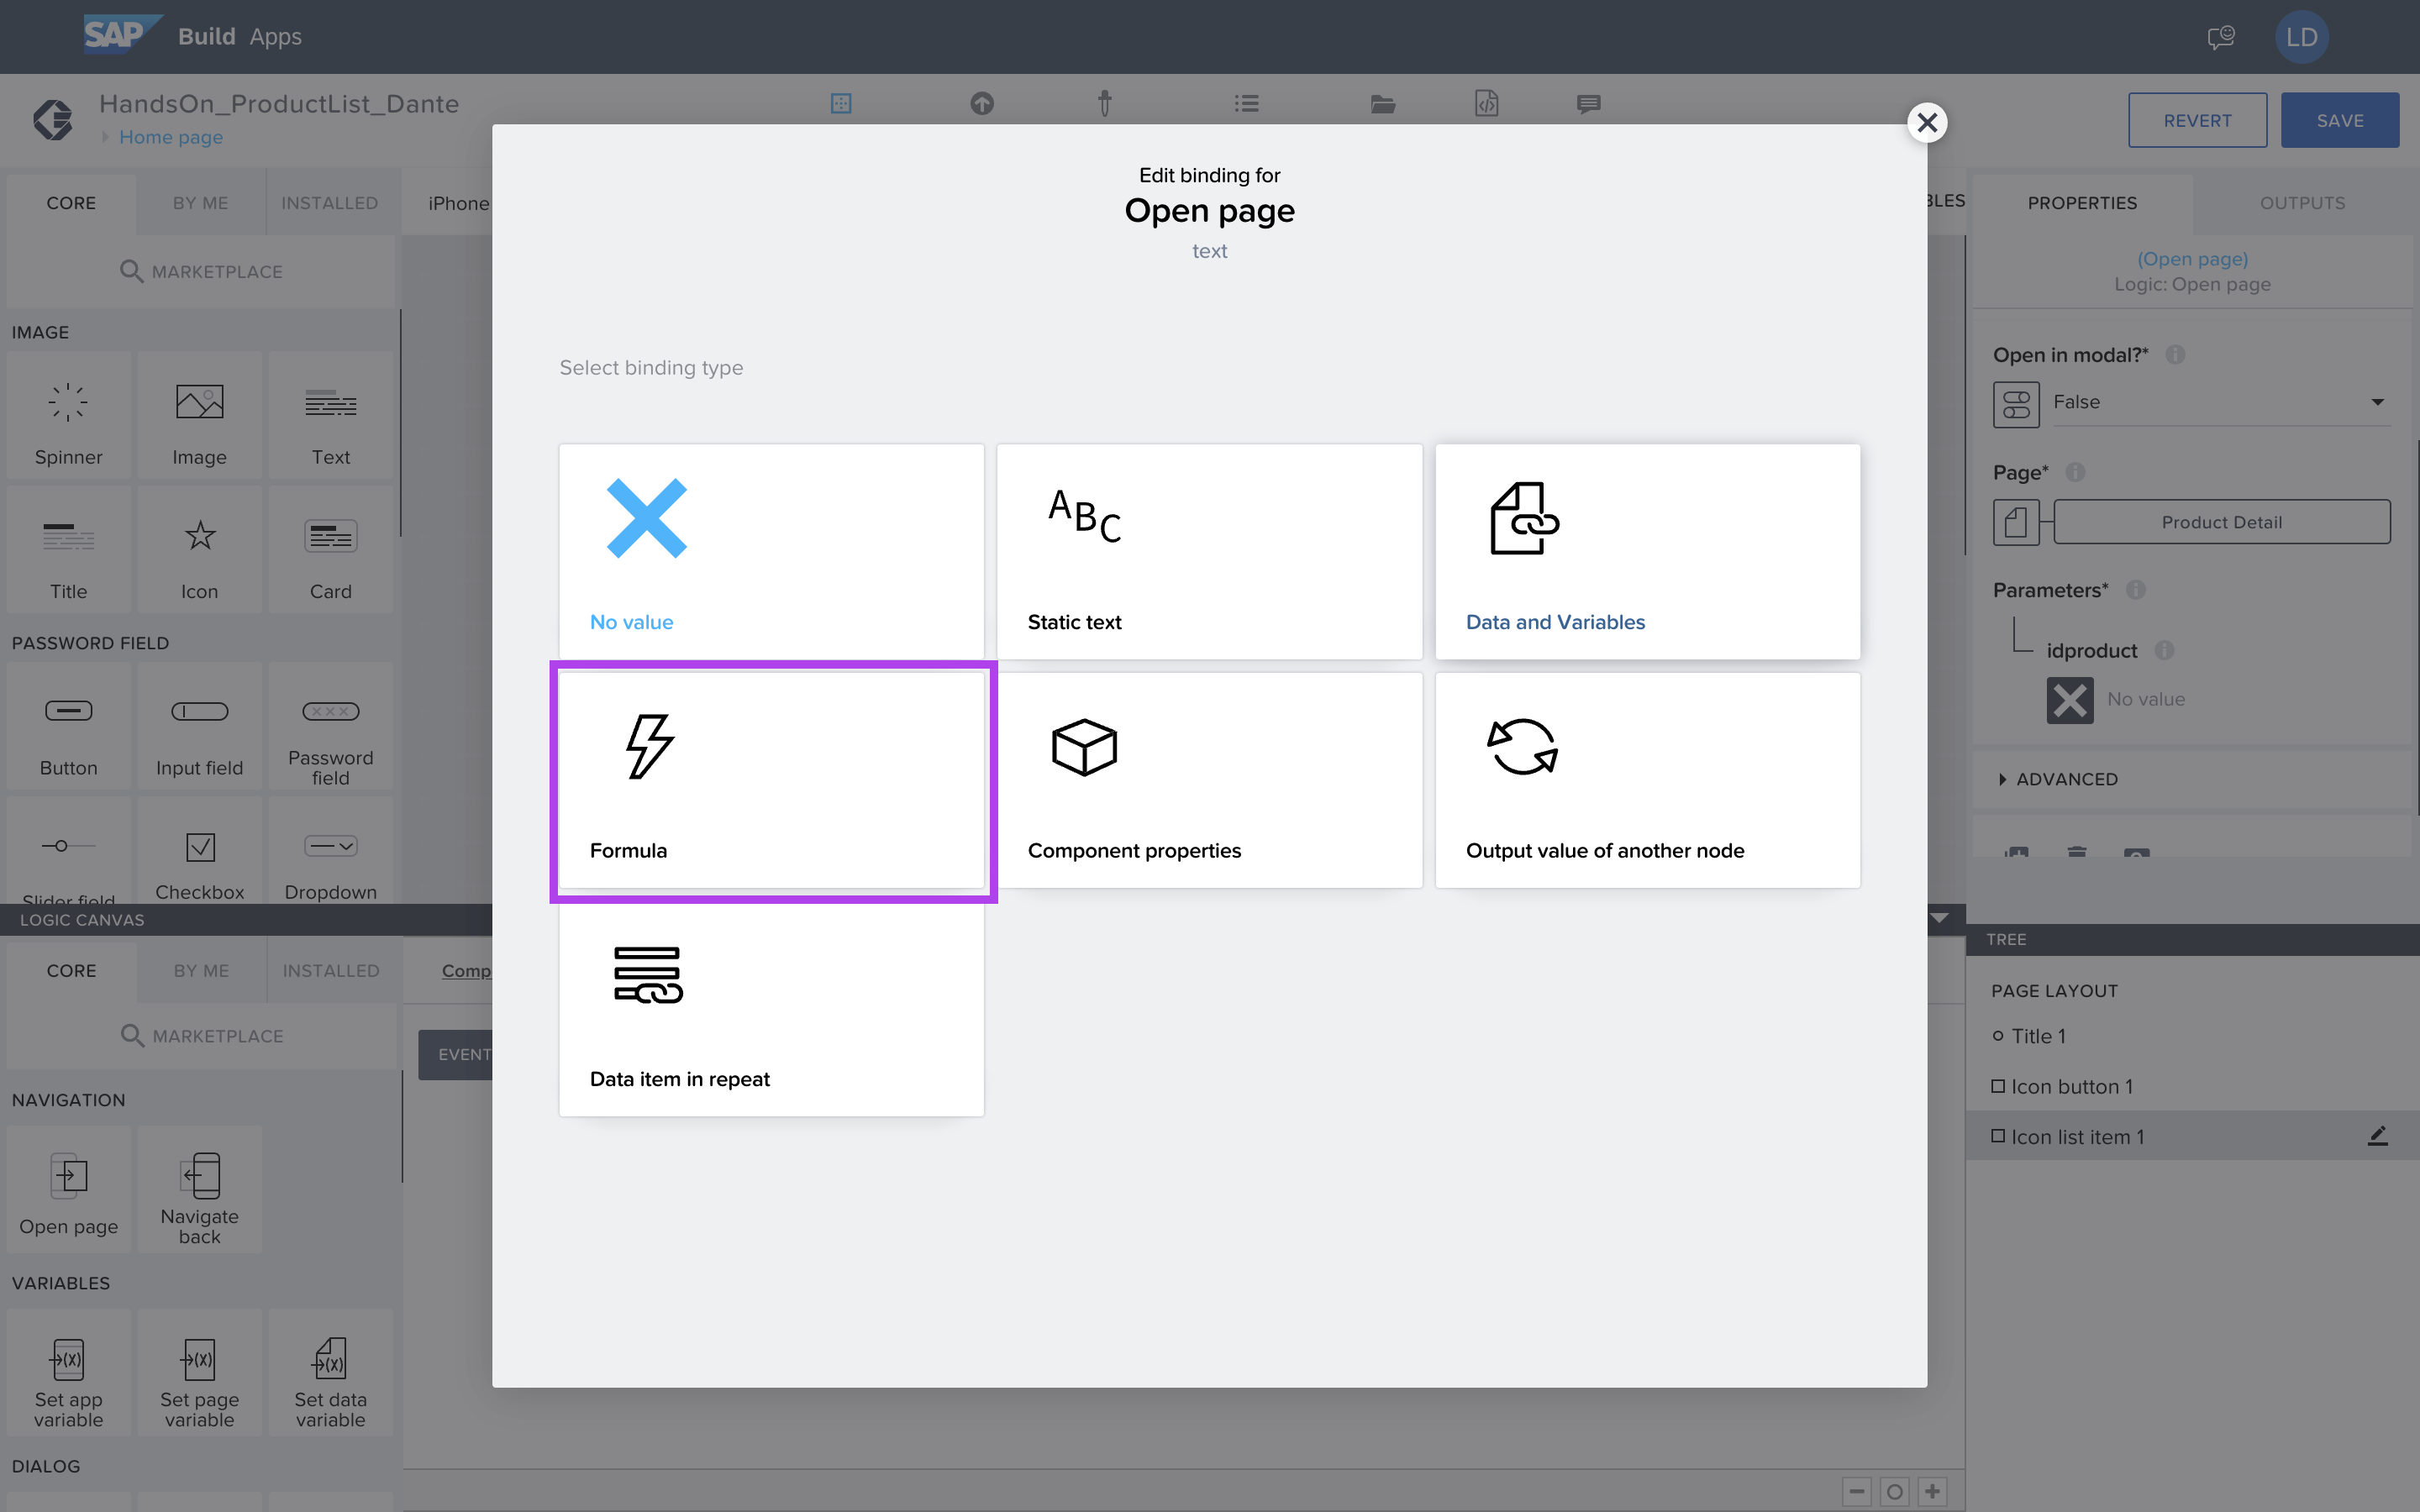 SAP Build Apps
LD
HandsOn_ProductList_Dante
Home page
REVERT
SAVE
CORE
BY ME
INSTALLED
iPhone
MARKETPLACE
IMAGE
Spinner
Image
Text
Title
Icon
Card
PASSWORD FIELD
Button
Input field
Password
field
Slider field
Checkbox
Dropdown
Edit binding for
Open page
text
Select binding type
No value
ABC
Static text
Data and Variables
Formula
Component properties
Output value of another node
Data item in repeat
BLES
PROPERTIES
OUTPUTS
(Open page)
Logic: Open page
Open in modal?*
False
Page*
Product Detail
Parameters*
idproduct
No value
ADVANCED
LOGIC CANVAS
CORE
BY ME
INSTALLED
Comp
MARKETPLACE
EVENT
NAVIGATION
Open page
Navigate
back
VARIABLES
Set app
variable
Set page
variable
Set data
variable
DIALOG
TREE
PAGE LAYOUT
Title 1
Icon button 1
Icon list item 1